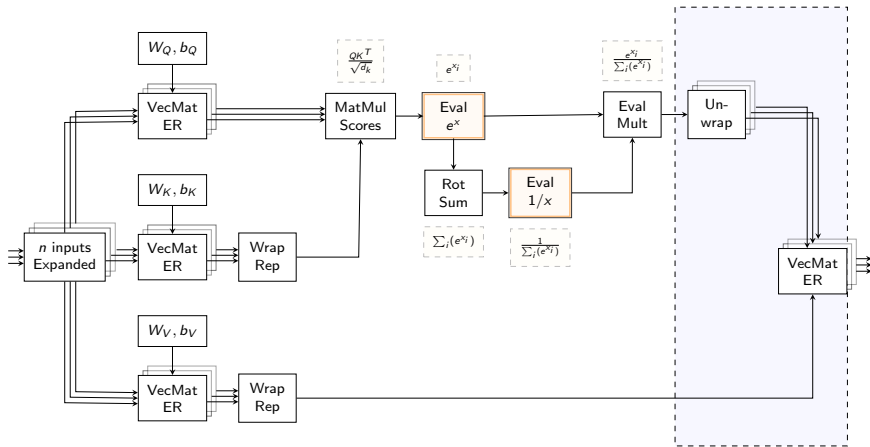 W_Q, b_Q
VecMat
ER
QK^T
√d_k
MatMul
Scores
e^{x_i}
Eval
e^x
e^{x_i}
∑_i(e^{x_i})
Eval
Mult
Un-
wrap
Rot
Sum
Eval
1/x
∑_i(e^{x_i})
1
∑_i(e^{x_i})
W_K, b_K
n inputs
Expanded
VecMat
ER
Wrap
Rep
VecMat
ER
W_V, b_V
VecMat
ER
Wrap
Rep